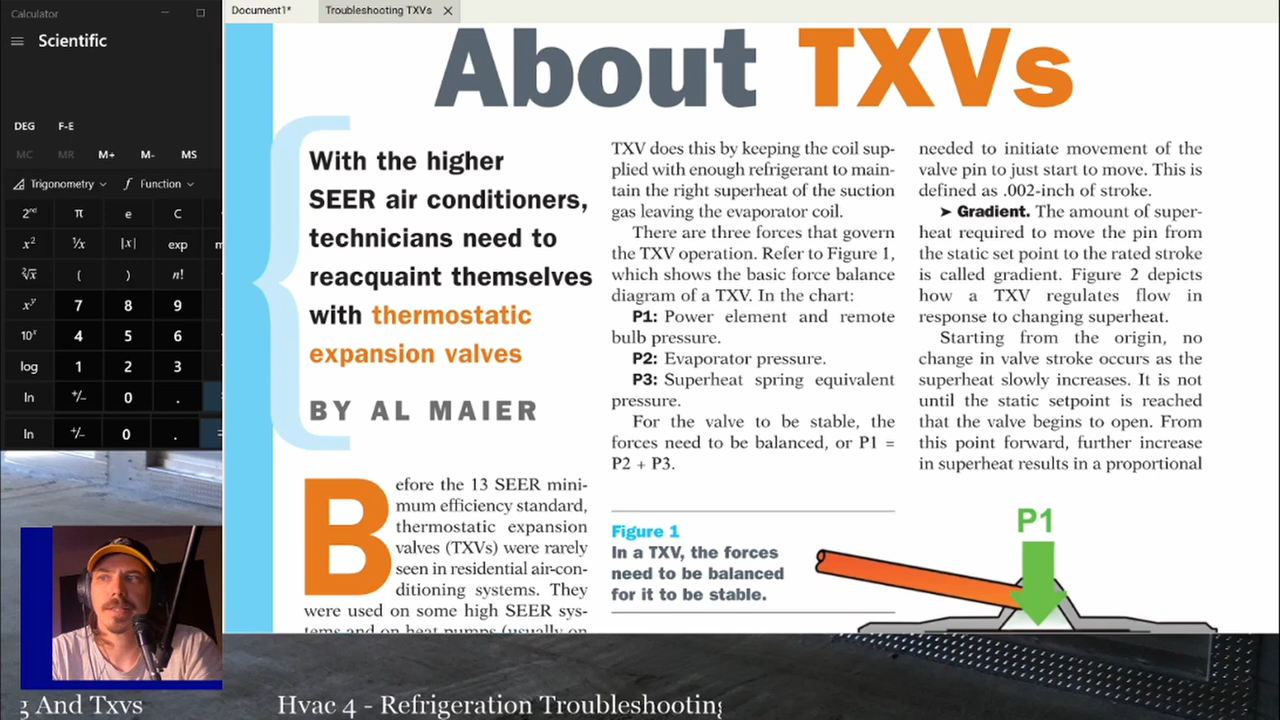 Calculator
Scientific
DEG F-E
MC MR M+ M- MS
Trigonometry Function
2nd π e C
x² ¹/x |x| exp m
²√x ( ) n!
xʸ 7 8 9
10ˣ 4 5 6
log 1 2 3
ln +/- 0 .
ln +/- 0 .
Document1* Troubleshooting TXVs
About TXVs
With the higher
SEER air conditioners,
technicians need to
reacquaint themselves
with thermostatic
expansion valves
BY AL MAIER
Before the 13 SEER mini-
mum efficiency standard,
thermostatic expansion
valves (TXVs) were rarely
seen in residential air-con-
ditioning systems. They
were used on some high SEER sys-
tems and on heat pumps (usually on
TXV does this by keeping the coil sup-
plied with enough refrigerant to main-
tain the right superheat of the suction
gas leaving the evaporator coil.
There are three forces that govern
the TXV operation. Refer to Figure 1,
which shows the basic force balance
diagram of a TXV. In the chart:
P1: Power element and remote
bulb pressure.
P2: Evaporator pressure.
P3: Superheat spring equivalent
pressure.
For the valve to be stable, the
forces need to be balanced, or P1 =
P2 + P3.
Figure 1
In a TXV, the forces
need to be balanced
for it to be stable.
needed to initiate movement of the
valve pin to just start to move. This is
defined as .002-inch of stroke.
➤ Gradient. The amount of super-
heat required to move the pin from
the static set point to the rated stroke
is called gradient. Figure 2 depicts
how a TXV regulates flow in
response to changing superheat.
Starting from the origin, no
change in valve stroke occurs as the
superheat slowly increases. It is not
until the static setpoint is reached
that the valve begins to open. From
this point forward, further increase
in superheat results in a proportional
P1
g And Txvs Hvac 4 - Refrigeration Troubleshooting